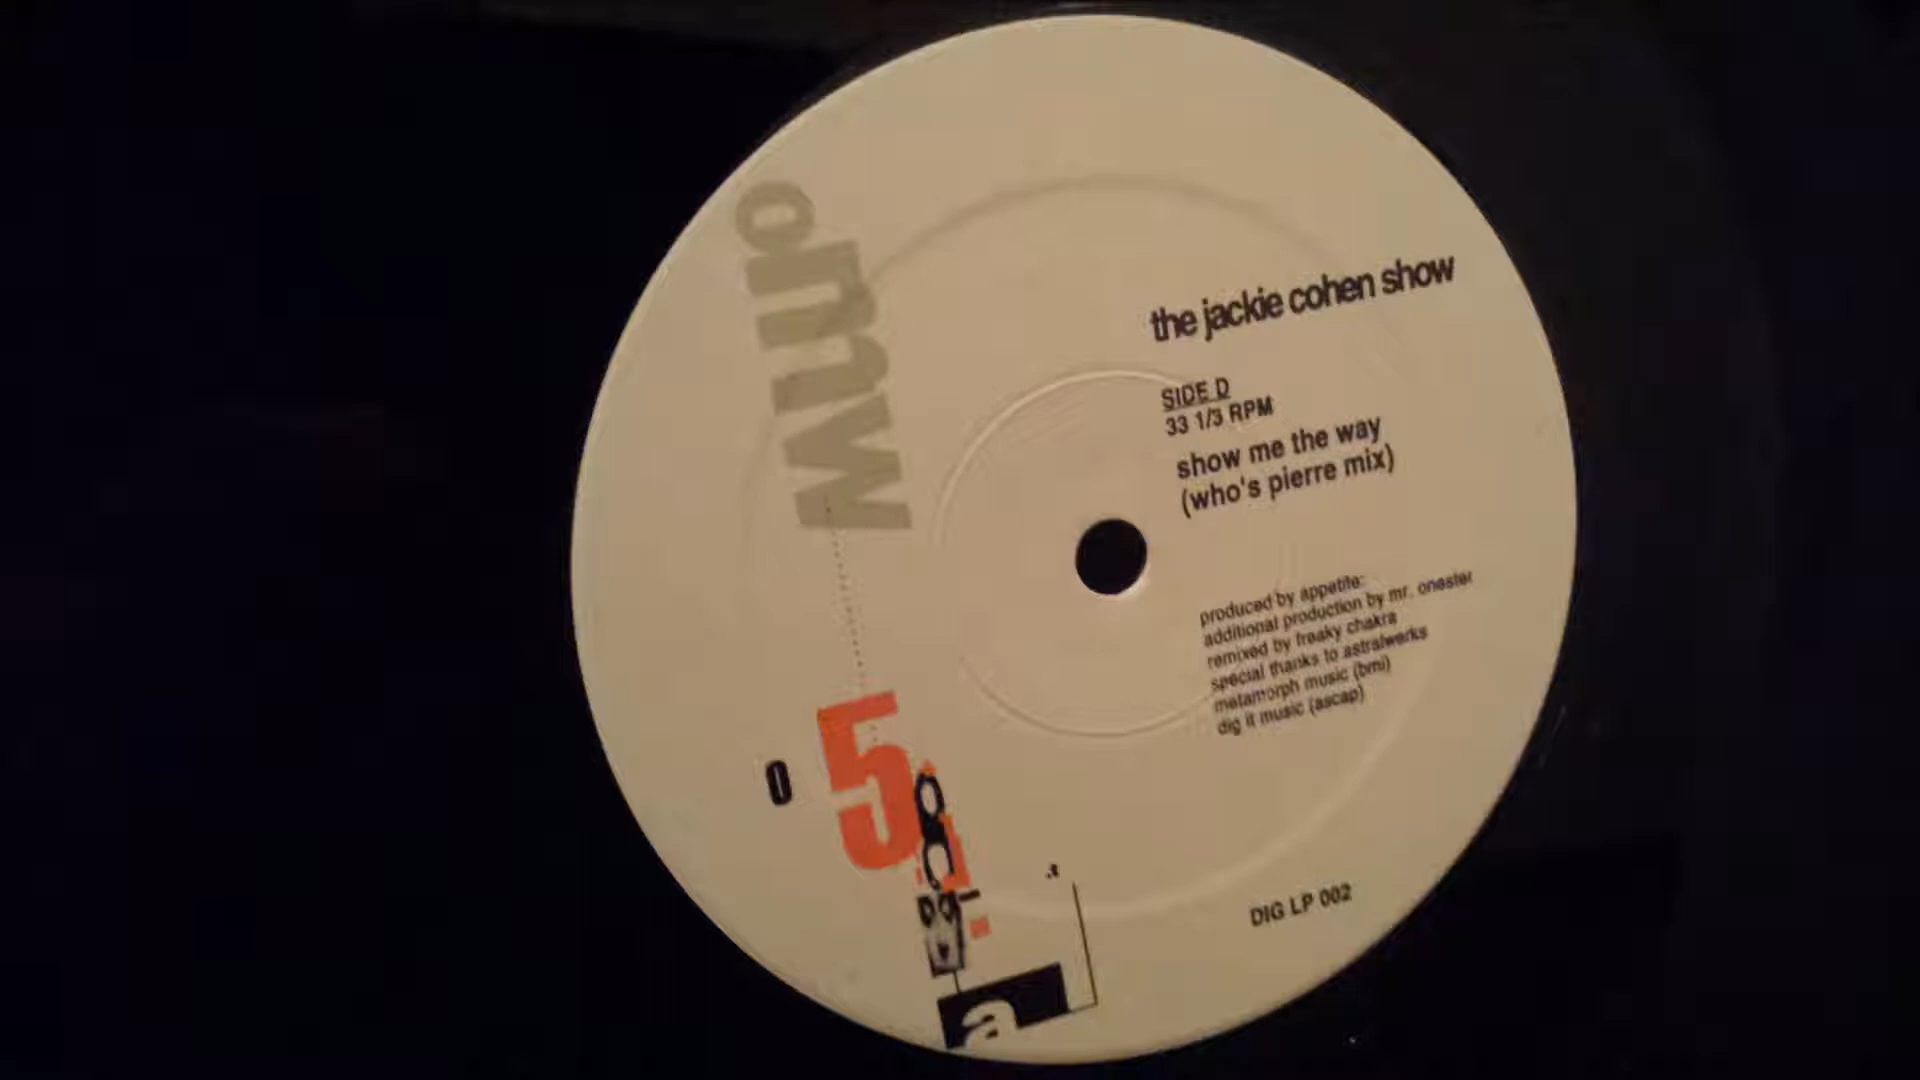 the jackie cohen show
SIDE D
33 1/3 RPM
show me the way
(who's pierre mix)
produced by appetite:
additional production by mr. onester
remixed by freaky chakra
special thanks to astralwerks
metamorph music (bmi)
dig it music (ascap)
DIG LP 002
5
0
a